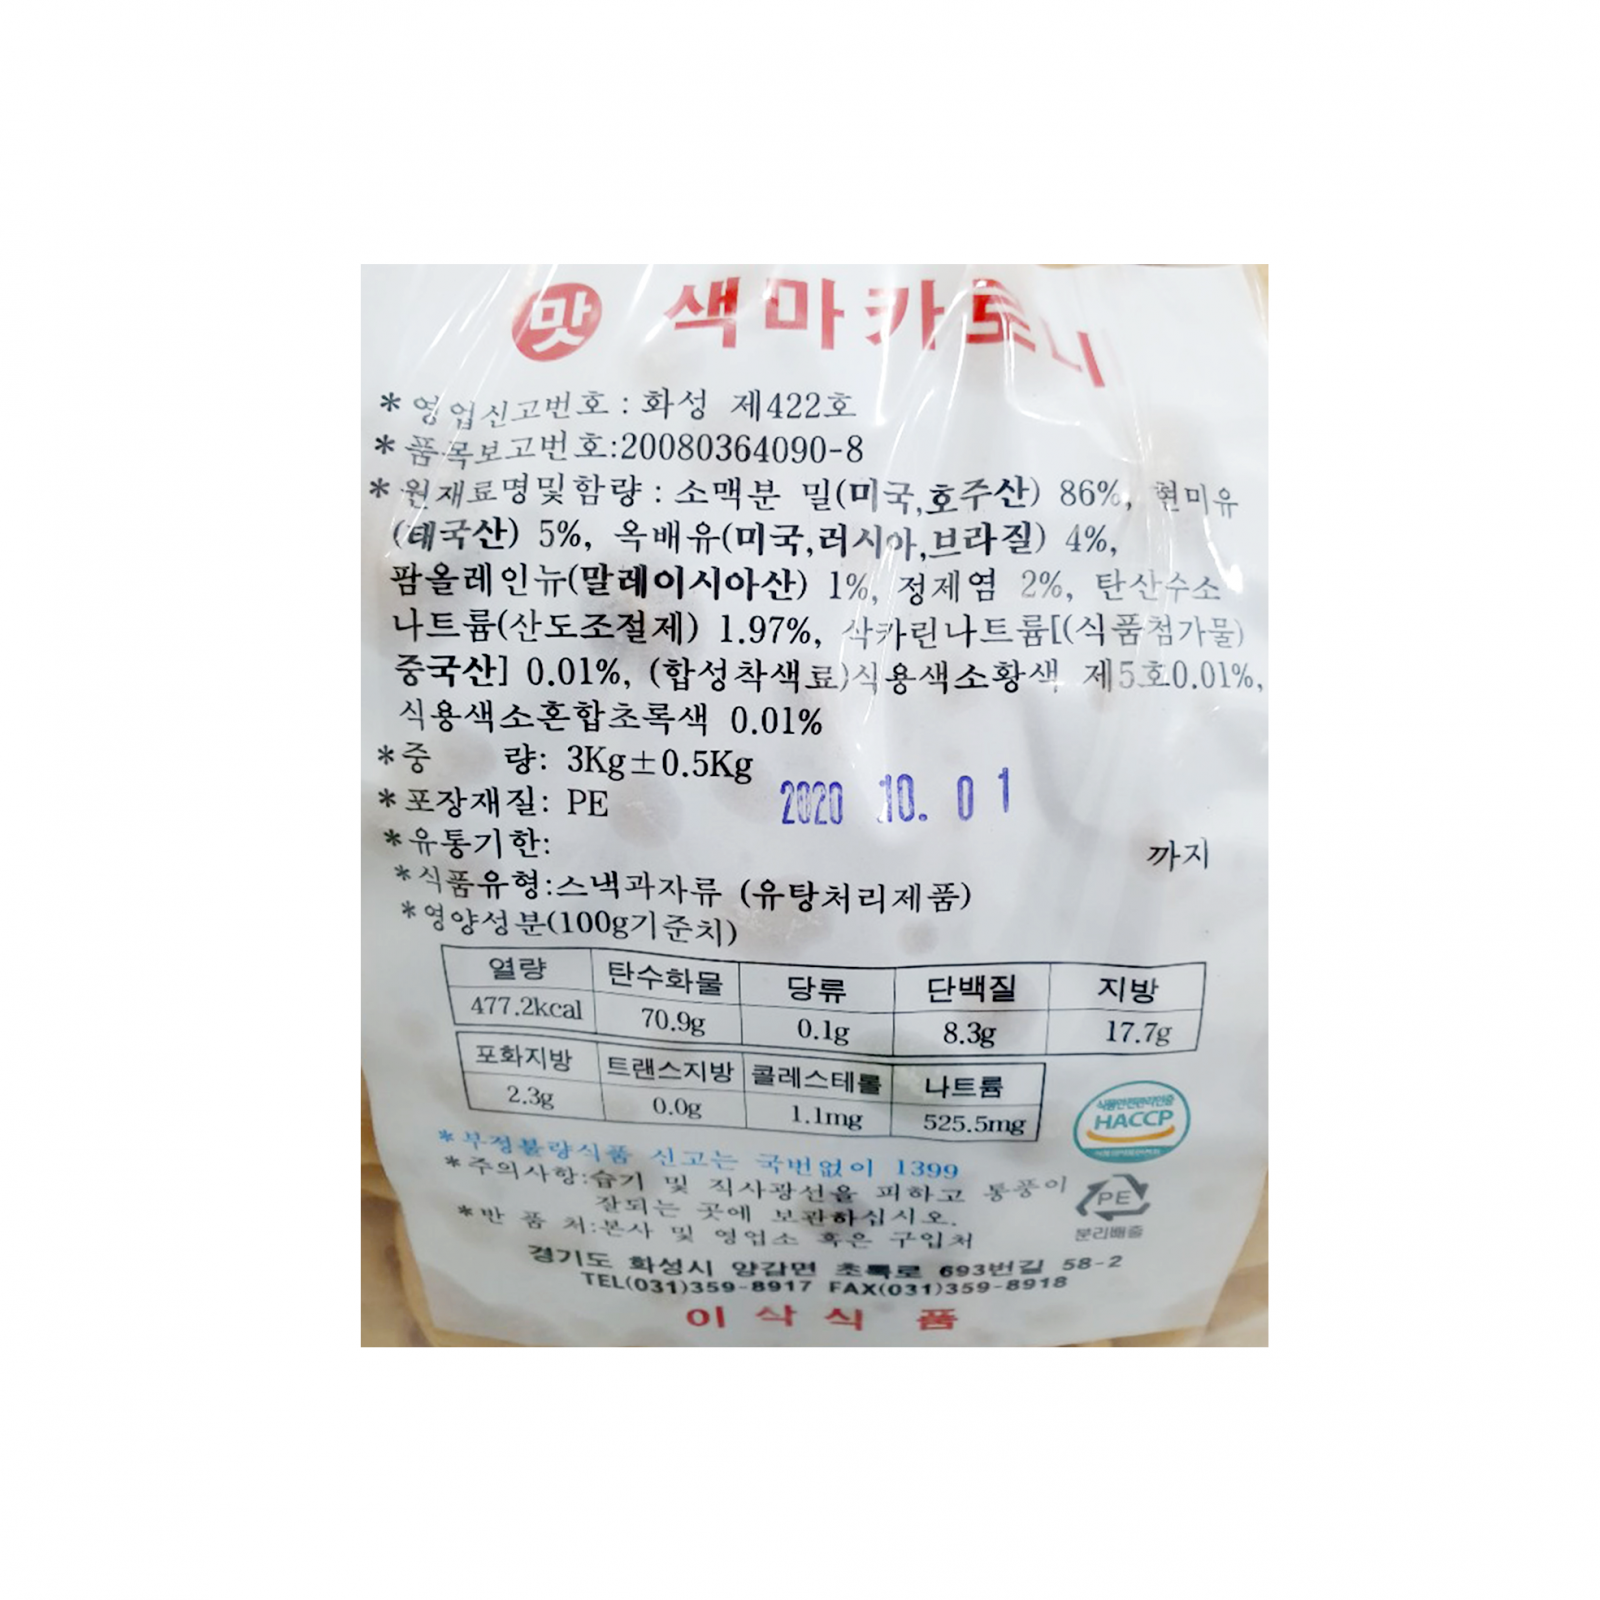 맛 색마카로니
*영업신고번호 : 화성 제422호
*품목보고번호:20080364090-8
*원재료명및함량 : 소맥분 밀(미국,호주산) 86%, 현미유
(태국산) 5%, 옥배유(미국,러시아,브라질) 4%,
팜올레인뉴(말레이시아산) 1%, 정제염 2%, 탄산수소
나트륨(산도조절제) 1.97%, 삭카린나트륨[(식품첨가물)
중국산] 0.01%, (합성착색료)식용색소황색 제5호0.01%,
식용색소혼합초록색 0.01%
*중 량: 3Kg±0.5Kg
*포장재질: PE
2020 10. 01
*유통기한: 까지
*식품유형:스낵과자류 (유탕처리제품)
*영양성분(100g기준치)
열량 탄수화물 당류 단백질 지방
477.2kcal 70.9g 0.1g 8.3g 17.7g
포화지방 트랜스지방 콜레스테롤 나트륨
2.3g 0.0g 1.1mg 525.5mg
식품안전관리인증
HACCP
*부정불량식품 신고는 국번없이 1399
*주의사항:습기 및 직사광선을 피하고 통풍이
잘되는 곳에 보관하십시오.
*반 품 처:본사 및 영업소 혹은 구입처
PE
분리배출
경기도 화성시 양감면 초록로 693번길 58-2
TEL(031)359-8917 FAX(031)359-8918
이삭식품